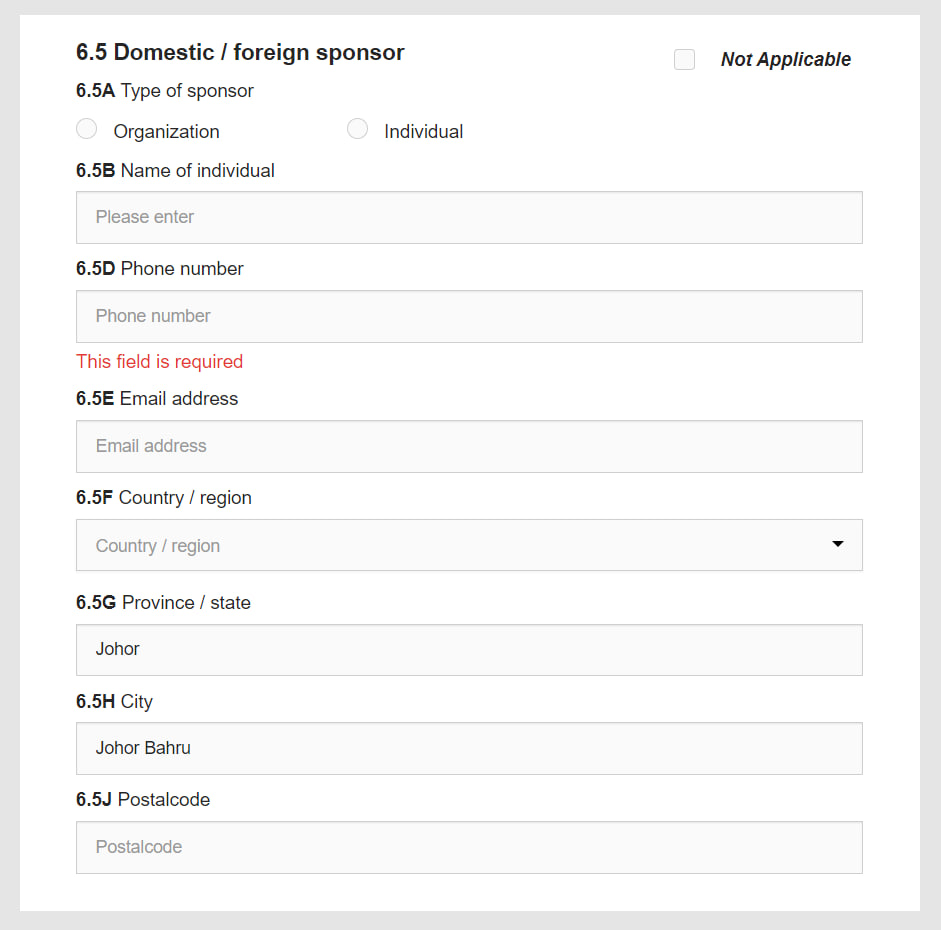 6.5 Domestic / foreign sponsor
Not Applicable
6.5A Type of sponsor
Organization
Individual
6.5B Name of individual
Please enter
6.5D Phone number
Phone number
This field is required
6.5E Email address
Email address
6.5F Country / region
Country / region
6.5G Province / state
Johor
6.5H City
Johor Bahru
6.5J Postalcode
Postalcode